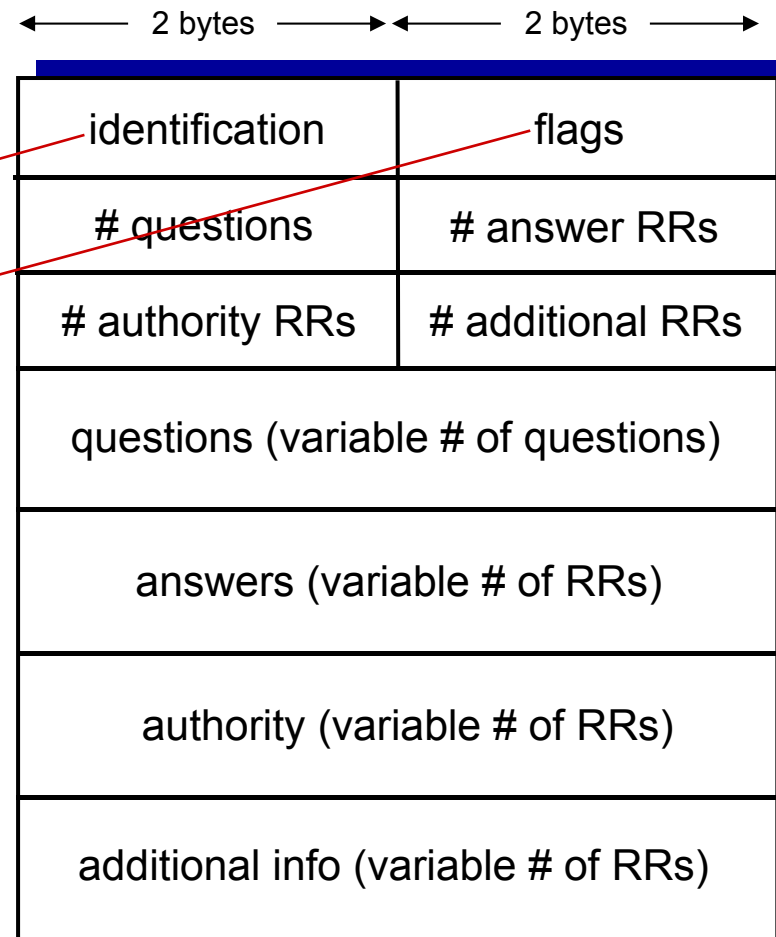 2 bytes 2 bytes
identification flags
# questions # answer RRs
# authority RRs # additional RRs
questions (variable # of questions)
answers (variable # of RRs)
authority (variable # of RRs)
additional info (variable # of RRs)